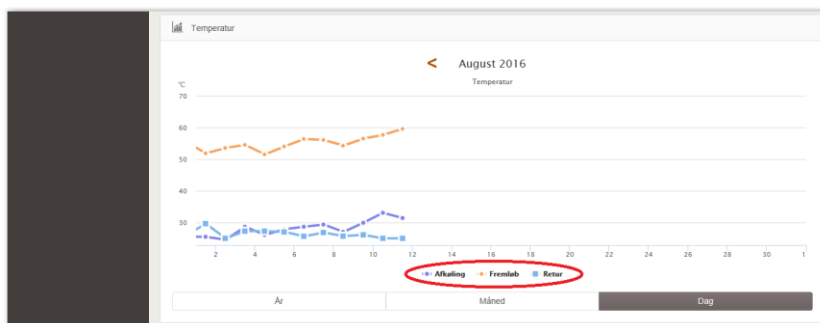 Temperatur
< August 2016
Temperatur
°C
70
60
50
40
30
2 4 6 8 10 12 14 16 18 20 22 24 26 28 30 1
Afkøling Fremløb Retur
År Måned Dag